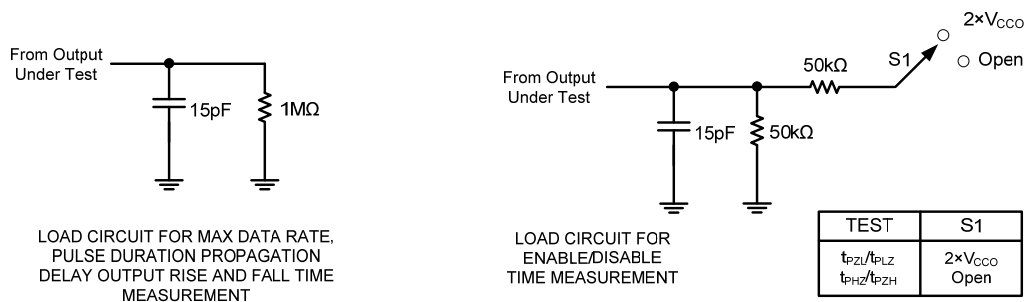 From Output
Under Test
15pF
1MΩ
LOAD CIRCUIT FOR MAX DATA RATE,
PULSE DURATION PROPAGATION
DELAY OUTPUT RISE AND FALL TIME
MEASUREMENT
From Output
Under Test
15pF
50kΩ
50kΩ
S1
2×VCCO
Open
LOAD CIRCUIT FOR
ENABLE/DISABLE
TIME MEASUREMENT
TEST S1
tPZL/tPLZ 2×VCCO
tPHZ/tPZH Open